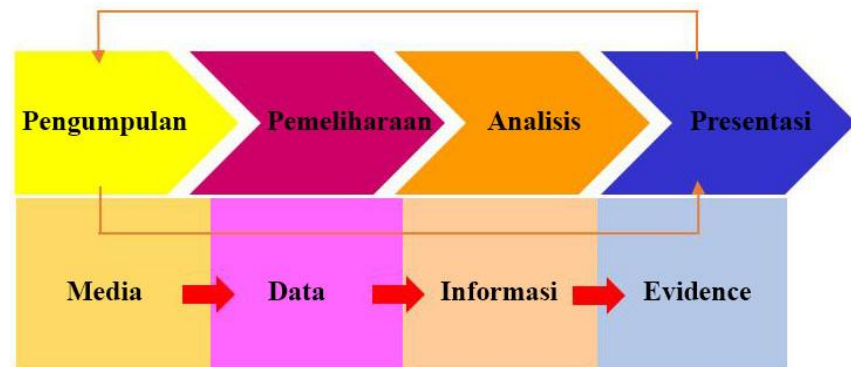 Pengumpulan
Pemeliharaan
Analisis
Presentasi
Media
Data
Informasi
Evidence